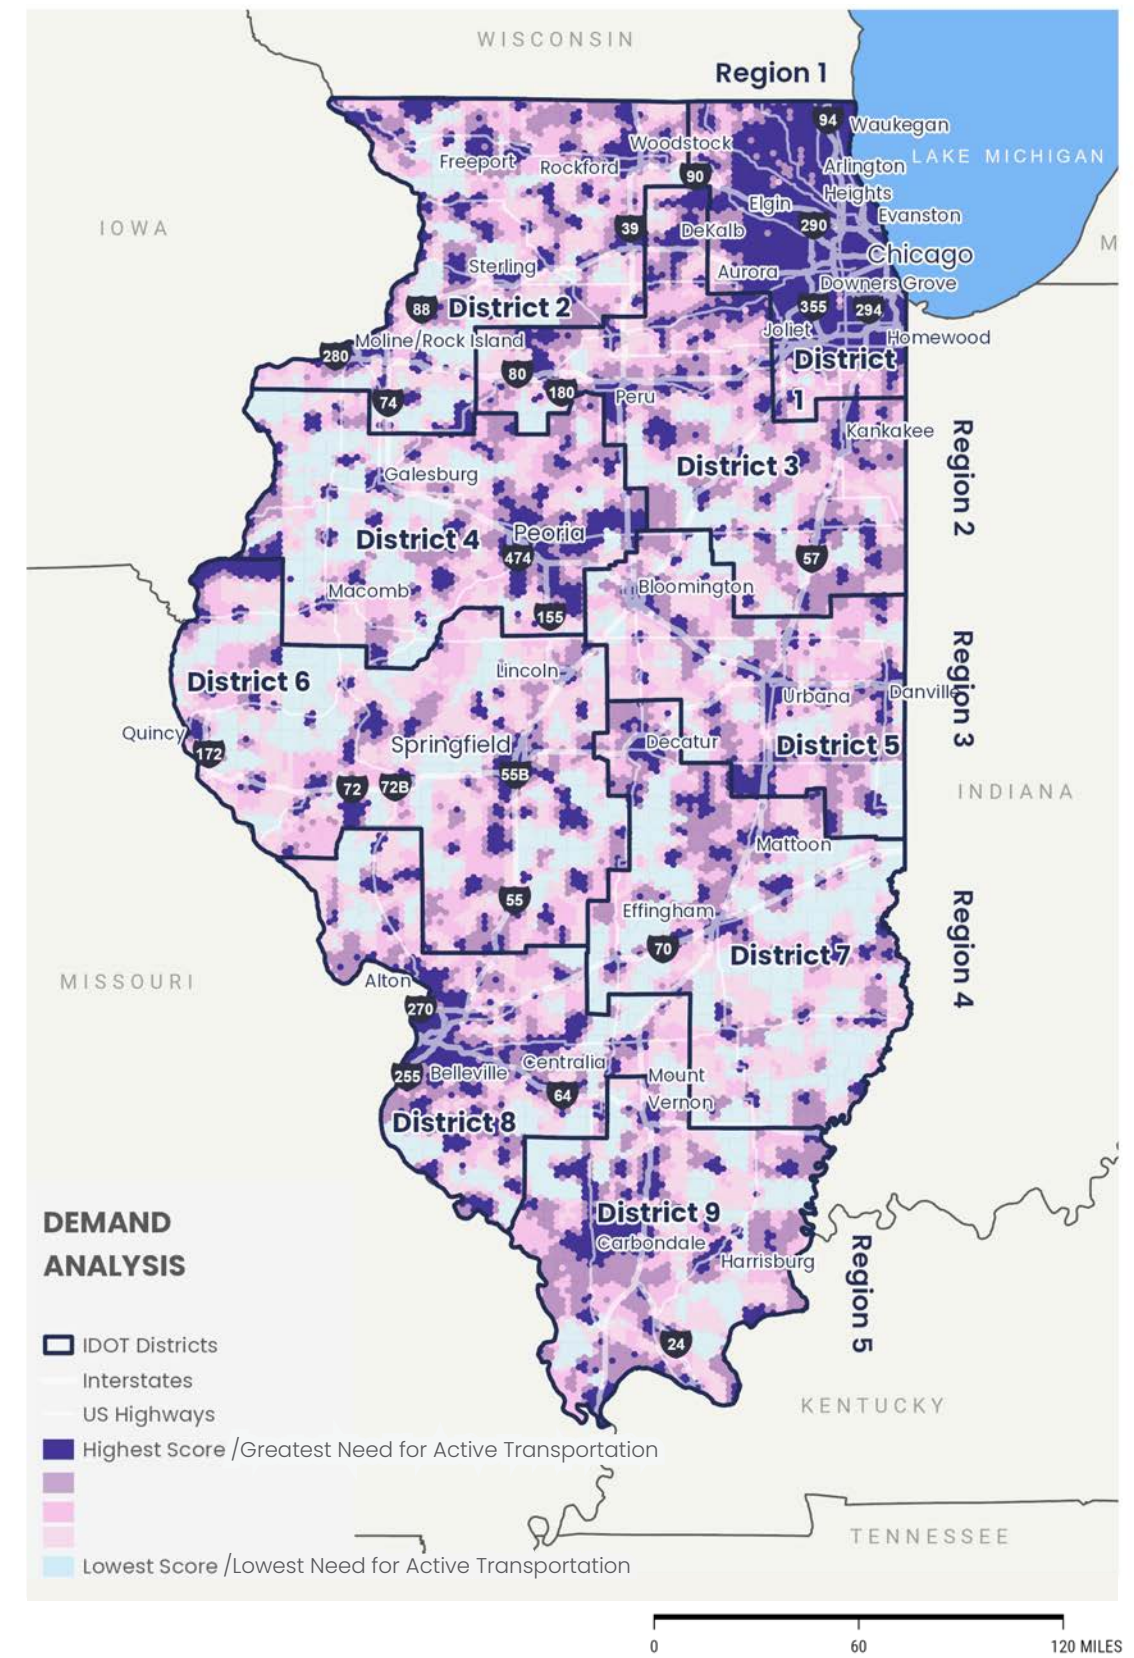 WISCONSIN
Region 1
94
Waukegan
Woodstock
LAKE MICHIGAN
Freeport
Rockford
Arlington
Heights
90
Elgin
Evanston
IOWA
39
DeKalb
290
M
Chicago
Sterling
Aurora
Downers Grove
88
District 2
355
294
Joliet
Homewood
Moline/Rock Island
280
District
1
80
180
74
Peru
Kankakee
Region 2
District 3
Galesburg
District 4
Peoria
474
57
Macomb
Bloomington
155
Region 3
District 6
Lincoln
Urbana
Danville
Quincy
172
Springfield
Decatur
District 5
72
72B
55B
INDIANA
Mattoon
55
Effingham
Region 4
70
District 7
MISSOURI
Alton
270
Centralia
255
Belleville
Mount
Vernon
64
District 8
District 9
Carbondale
Harrisburg
Region 5
24
KENTUCKY
TENNESSEE
DEMAND
ANALYSIS
IDOT Districts
Interstates
US Highways
Highest Score /Greatest Need for Active Transportation
Lowest Score /Lowest Need for Active Transportation
0 60 120 MILES